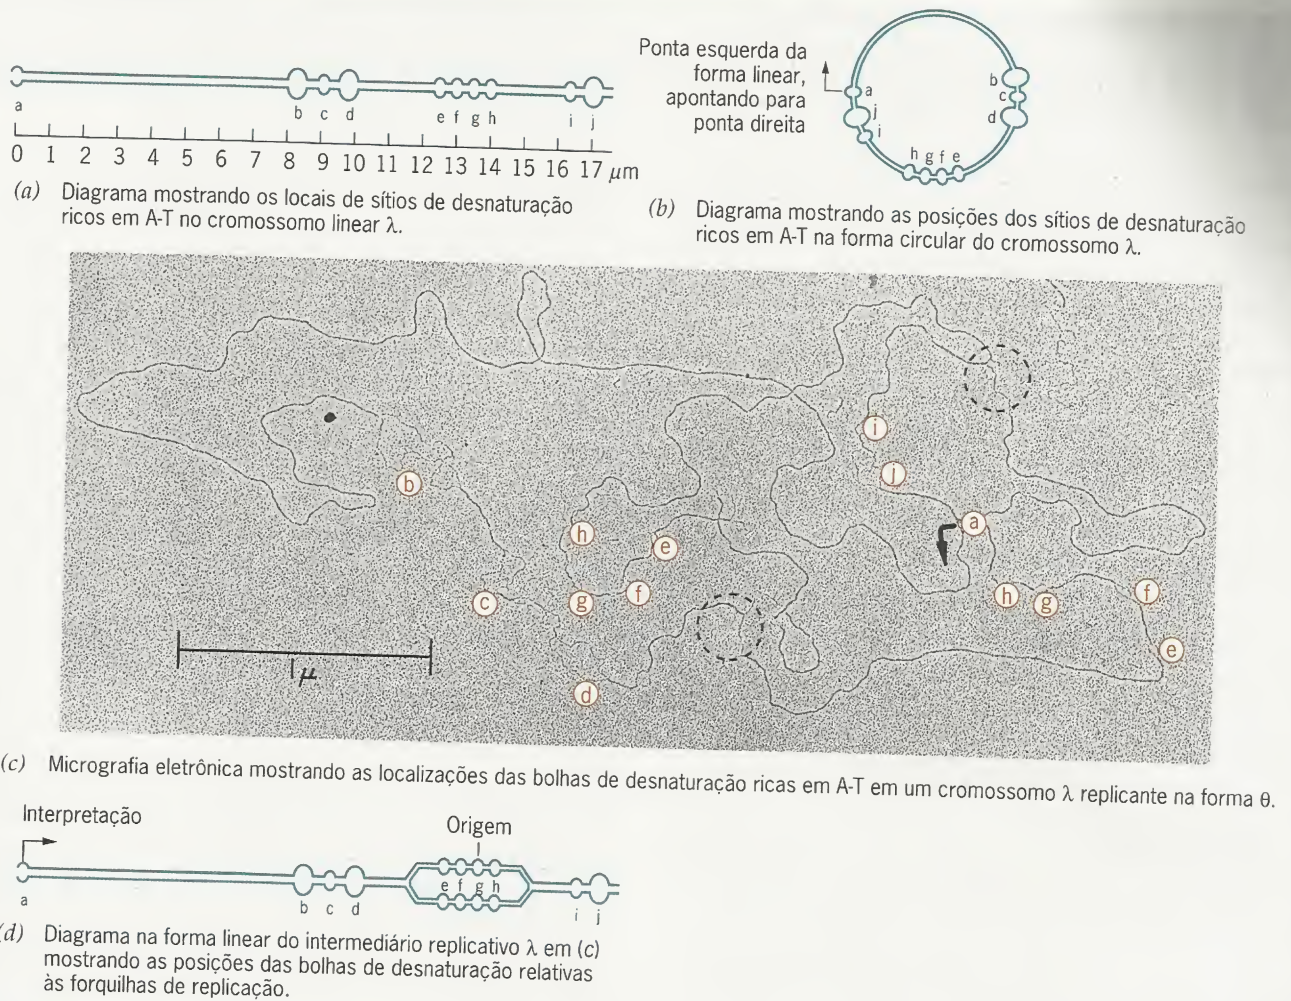 a
b c d e f g h i j
0 1 2 3 4 5 6 7 8 9 10 11 12 13 14 15 16 17 μm
(a) Diagrama mostrando os locais de sítios de desnaturação
ricos em A-T no cromossomo linear λ.
Ponta esquerda da
forma linear,
apontando para
ponta direita
a
j
i
h g f e
b
c
d
(b) Diagrama mostrando as posições dos sítios de desnaturação
ricos em A-T na forma circular do cromossomo λ.
i
b
j
h
e
a
c
g
f
h
g
f
e
d
1 μ
(c) Micrografia eletrônica mostrando as localizações das bolhas de desnaturação ricas em A-T em um cromossomo λ replicante na forma θ.
Interpretação
Origem
a
b c d
e f g h
i j
(d) Diagrama na forma linear do intermediário replicativo λ em (c)
mostrando as posições das bolhas de desnaturação relativas
às forquilhas de replicação.